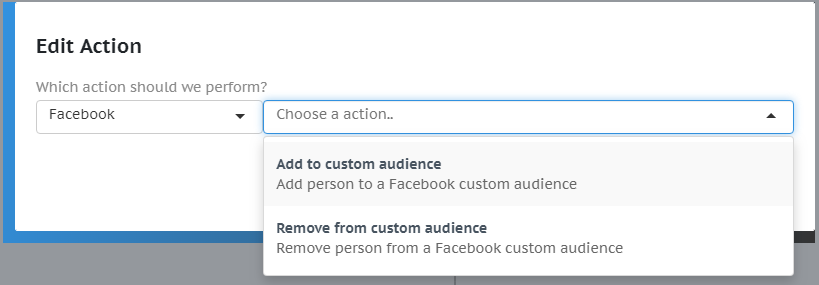 Edit Action
Which action should we perform?
Facebook
Choose a action..
Add to custom audience
Add person to a Facebook custom audience
Remove from custom audience
Remove person from a Facebook custom audience